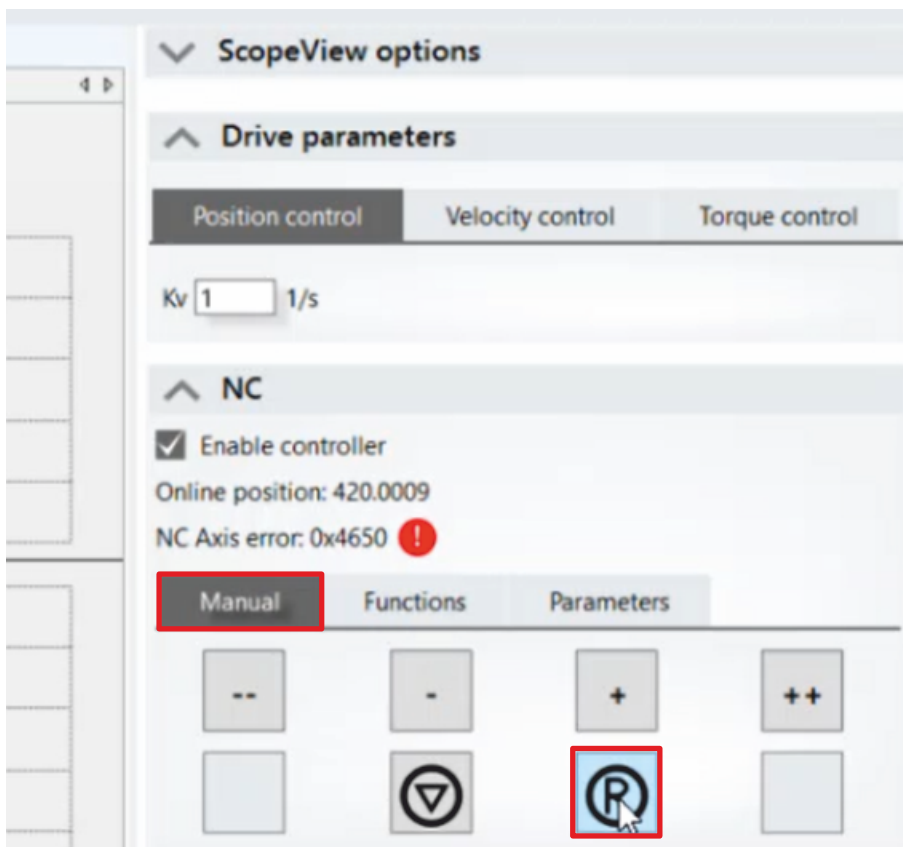 ScopeView options
Drive parameters
Position control Velocity control Torque control
Kv 1 1/s
NC
Enable controller
Online position: 420.0009
NC Axis error: 0x4650 !
Manual Functions Parameters
-- - + ++
R